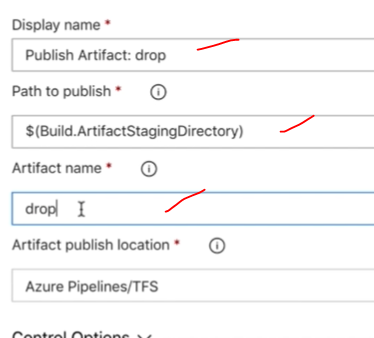 Display name *
Publish Artifact: drop
Path to publish *
$(Build.ArtifactStagingDirectory)
Artifact name *
drop
Artifact publish location *
Azure Pipelines/TFS
Control Options